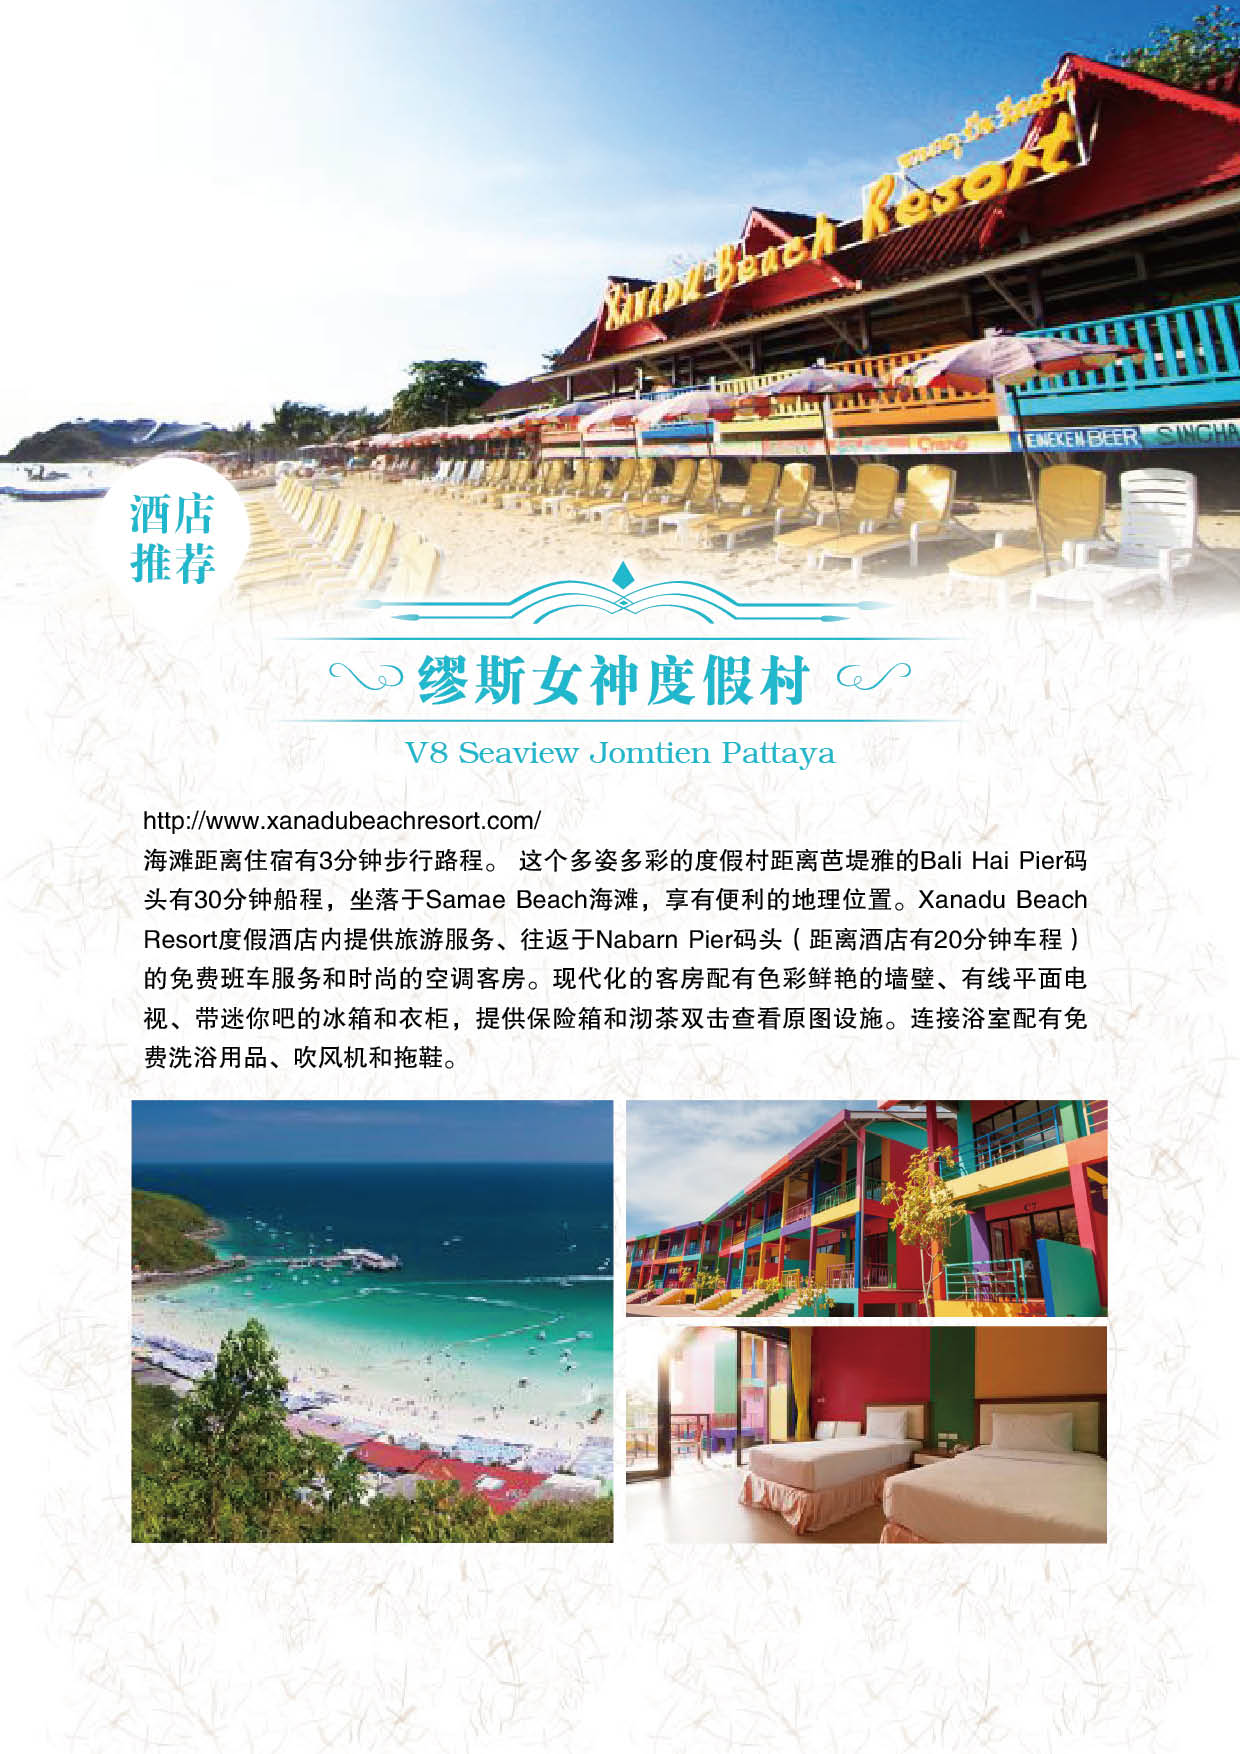 Xanadu Beach Resort
CHANG
HEINEKEN BEER
SINGHA
酒店
推荐
缪斯女神度假村
V8 Seaview Jomtien Pattaya
http://www.xanadubeachresort.com/
海滩距离住宿有3分钟步行路程。 这个多姿多彩的度假村距离芭堤雅的Bali Hai Pier码
头有30分钟船程，坐落于Samae Beach海滩，享有便利的地理位置。Xanadu Beach
Resort度假酒店内提供旅游服务、往返于Nabarn Pier码头（距离酒店有20分钟车程）
的免费班车服务和时尚的空调客房。现代化的客房配有色彩鲜艳的墙壁、有线平面电
视、带迷你吧的冰箱和衣柜，提供保险箱和沏茶双击查看原图设施。连接浴室配有免
费洗浴用品、吹风机和拖鞋。